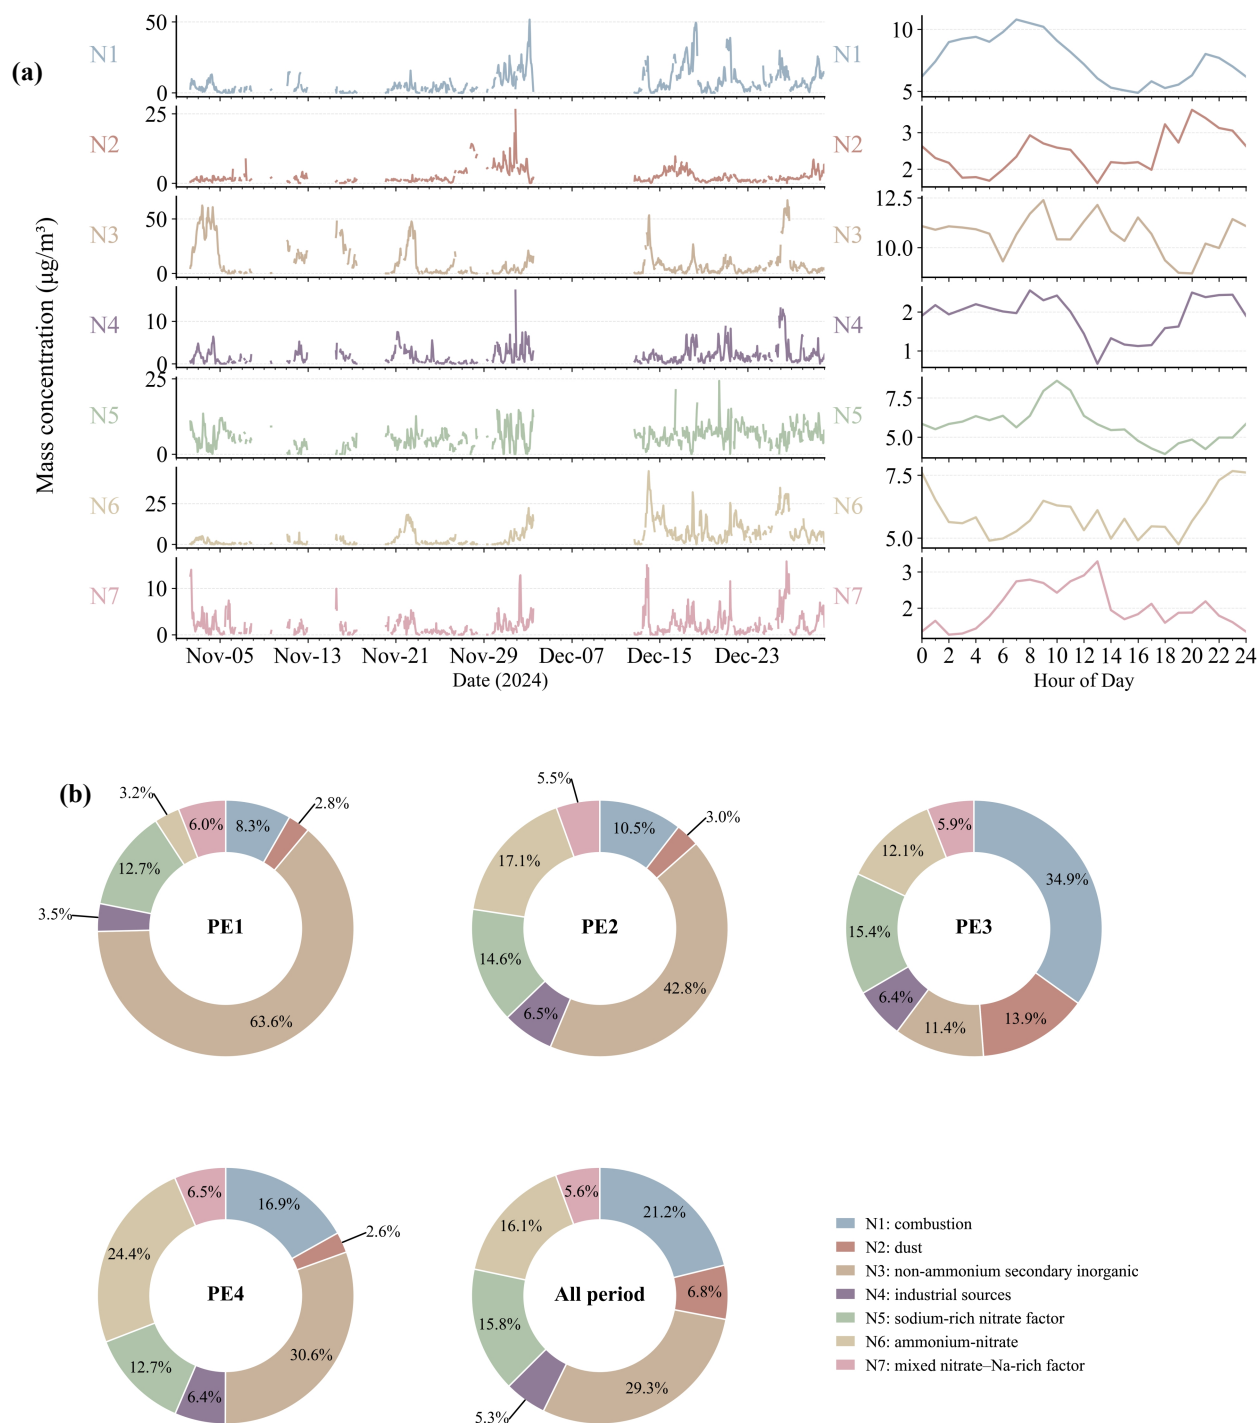 (a)
Mass concentration (μg/m³)
N1
50
0
N1
10
5
N2
25
0
N2
3
2
N3
50
0
N3
12.5
10.0
N4
10
0
N4
2
1
N5
25
0
N5
7.5
5.0
N6
25
0
N6
7.5
5.0
N7
10
0
N7
3
2
Nov-05 Nov-13 Nov-21 Nov-29 Dec-07 Dec-15 Dec-23
Date (2024)
0 2 4 6 8 10 12 14 16 18 20 22 24
Hour of Day
(b)
PE1
8.3%
2.8%
63.6%
3.5%
12.7%
3.2%
6.0%
PE2
10.5%
3.0%
42.8%
6.5%
14.6%
17.1%
5.5%
PE3
34.9%
13.9%
11.4%
6.4%
15.4%
12.1%
5.9%
PE4
16.9%
2.6%
30.6%
6.4%
12.7%
24.4%
6.5%
All period
21.2%
6.8%
29.3%
5.3%
15.8%
16.1%
5.6%
N1: combustion
N2: dust
N3: non-ammonium secondary inorganic
N4: industrial sources
N5: sodium-rich nitrate factor
N6: ammonium-nitrate
N7: mixed nitrate–Na-rich factor